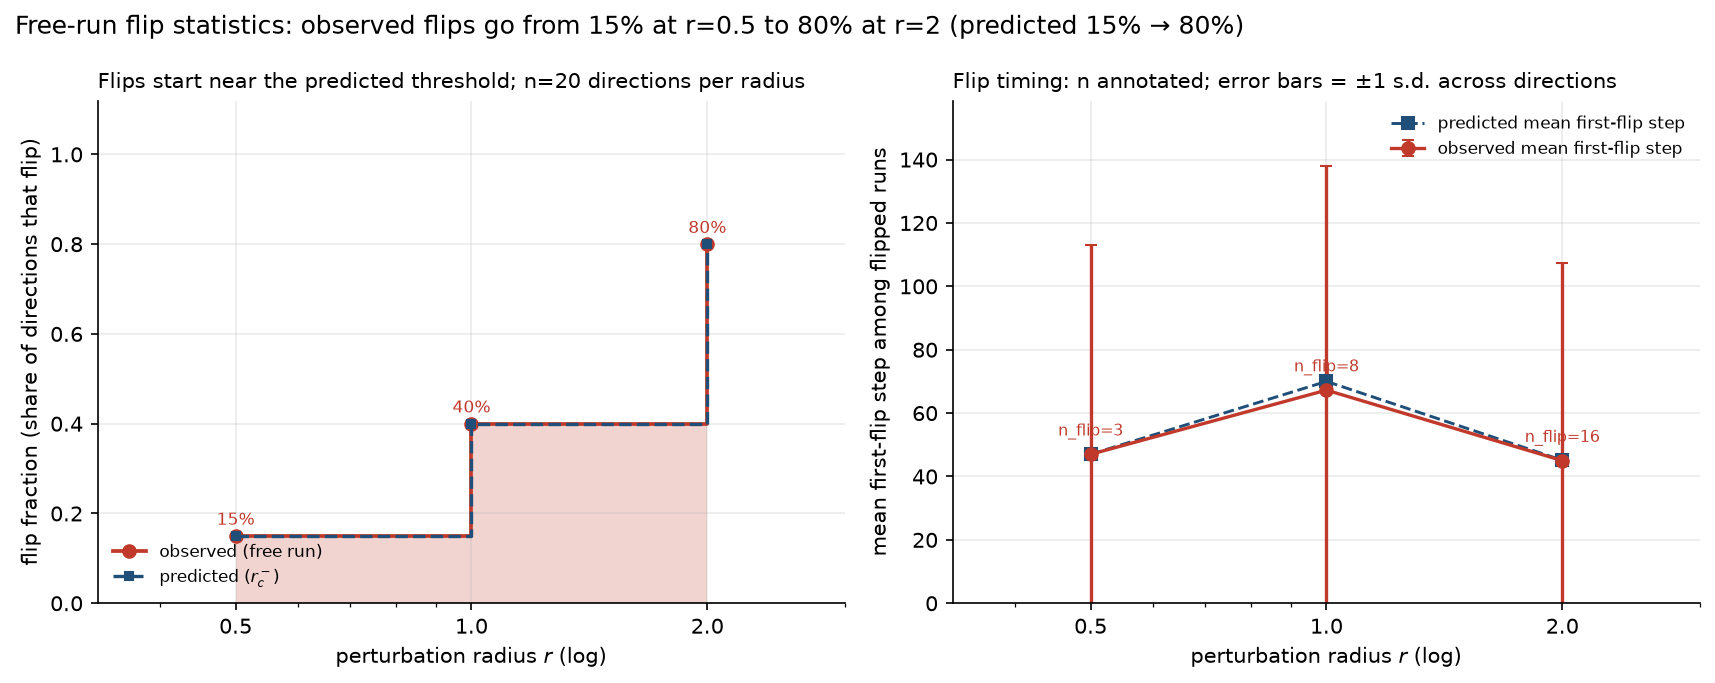 Free-run flip statistics: observed flips go from 15% at r=0.5 to 80% at r=2 (predicted 15% → 80%)
Flips start near the predicted threshold; n=20 directions per radius
flip fraction (share of directions that flip)
1.0
0.8
0.6
0.4
0.2
0.0
15%
40%
80%
observed (free run)
predicted (r_c^-)
0.5
1.0
2.0
perturbation radius r (log)
Flip timing: n annotated; error bars = ±1 s.d. across directions
mean first-flip step among flipped runs
140
120
100
80
60
40
20
0
predicted mean first-flip step
observed mean first-flip step
n_flip=3
n_flip=8
n_flip=16
0.5
1.0
2.0
perturbation radius r (log)